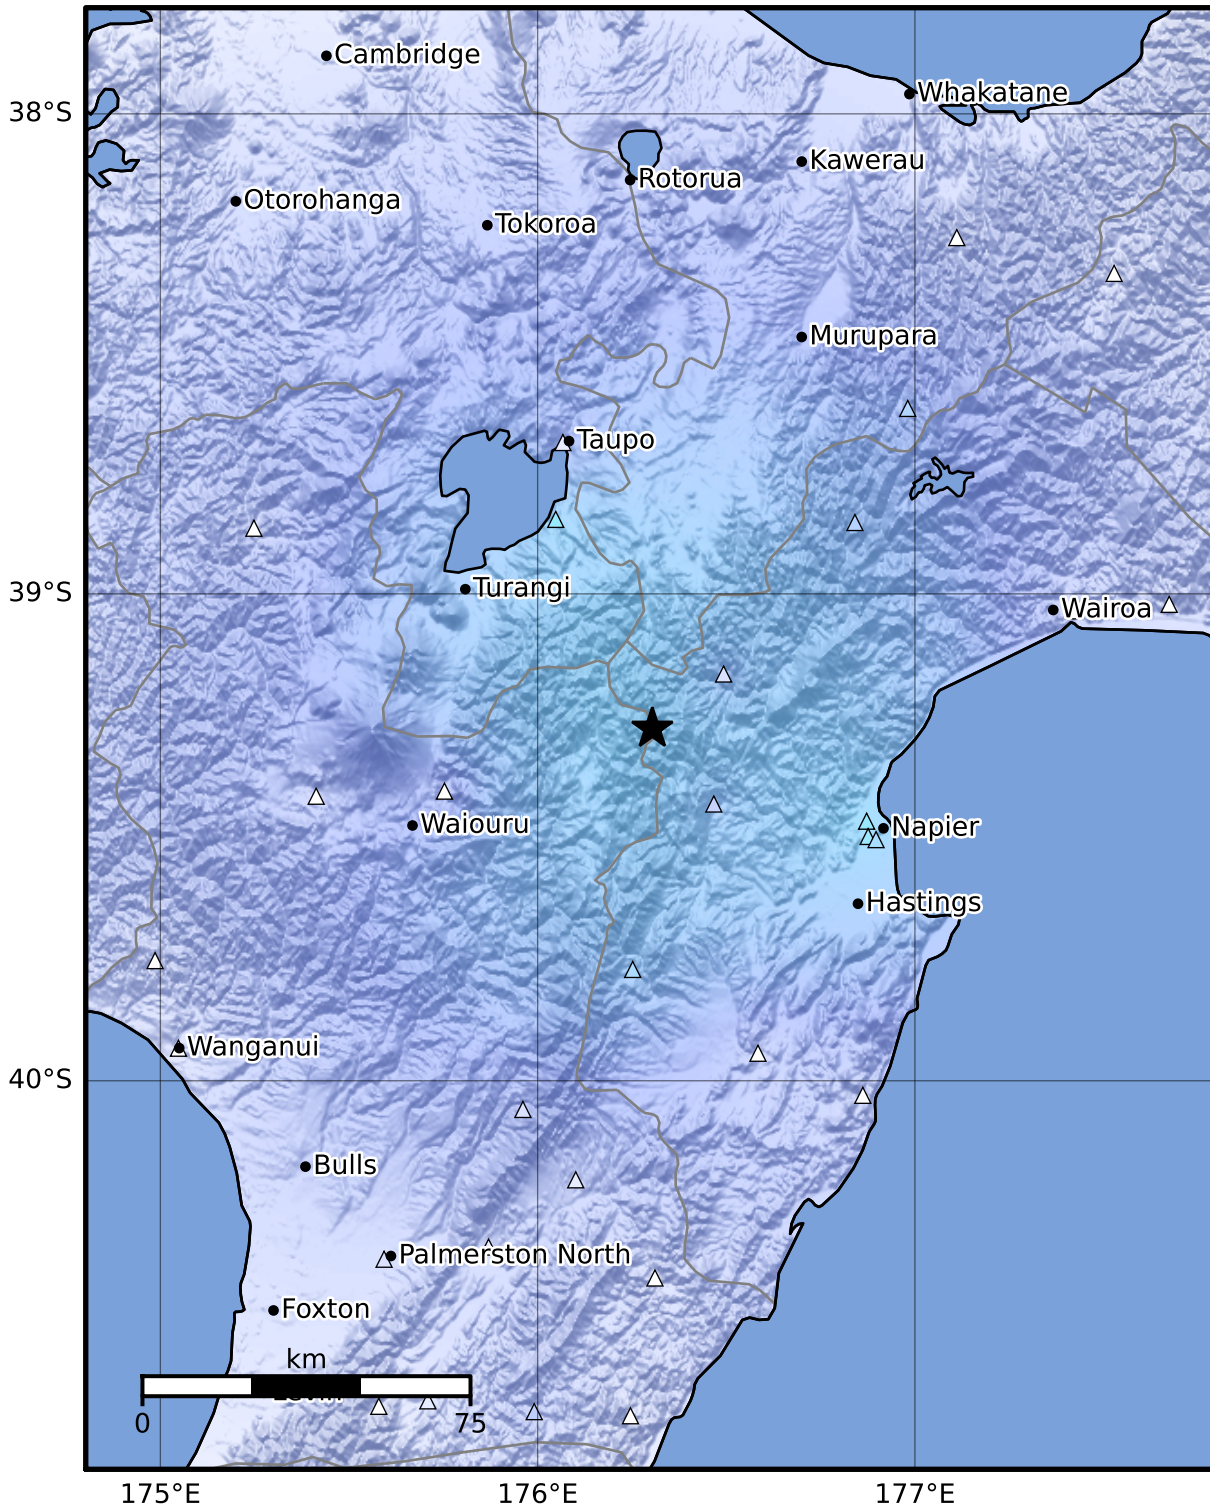 Cambridge
Whakatane
38°S
Kawerau
Rotorua
Otorohanga
Tokoroa
Murupara
Taupo
Turangi
39°S
Wairoa
Waiouru
Napier
Hastings
Wanganui
40°S
Bulls
Palmerston North
Foxton
km
0
75
175°E
176°E
177°E